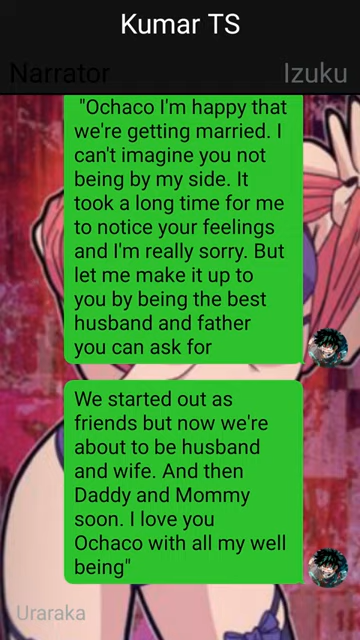 Kumar TS
Narrator
Izuku
"Ochaco I'm happy that
we're getting married. I
can't imagine you not
being by my side. It
took a long time for me
to notice your feelings
and I'm really sorry. But
let me make it up to
you by being the best
husband and father
you can ask for
We started out as
friends but now we're
about to be husband
and wife. And then
Daddy and Mommy
soon. I love you
Ochaco with all my well
being"
Uraraka